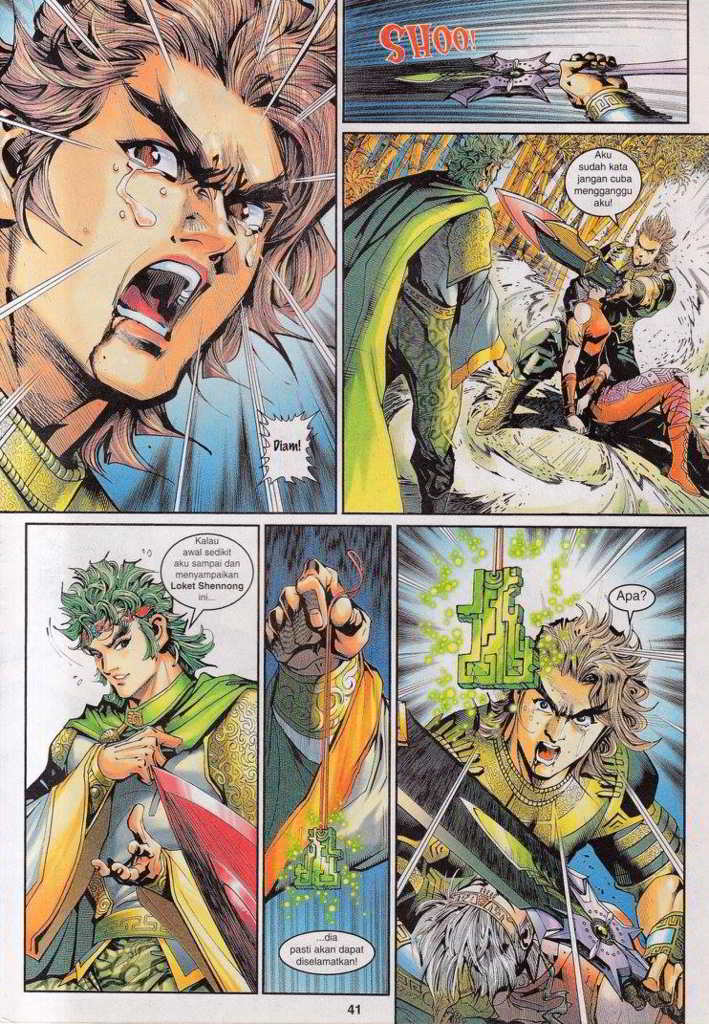 SHOO!
Aku
sudah kata
jangan cuba
mengganggu
aku!
Diam!
Kalau
awal sedikit
aku sampai dan
menyampaikan
Loket Shennong
ini...
...dia
pasti akan dapat
diselamatkan!
Apa?
41